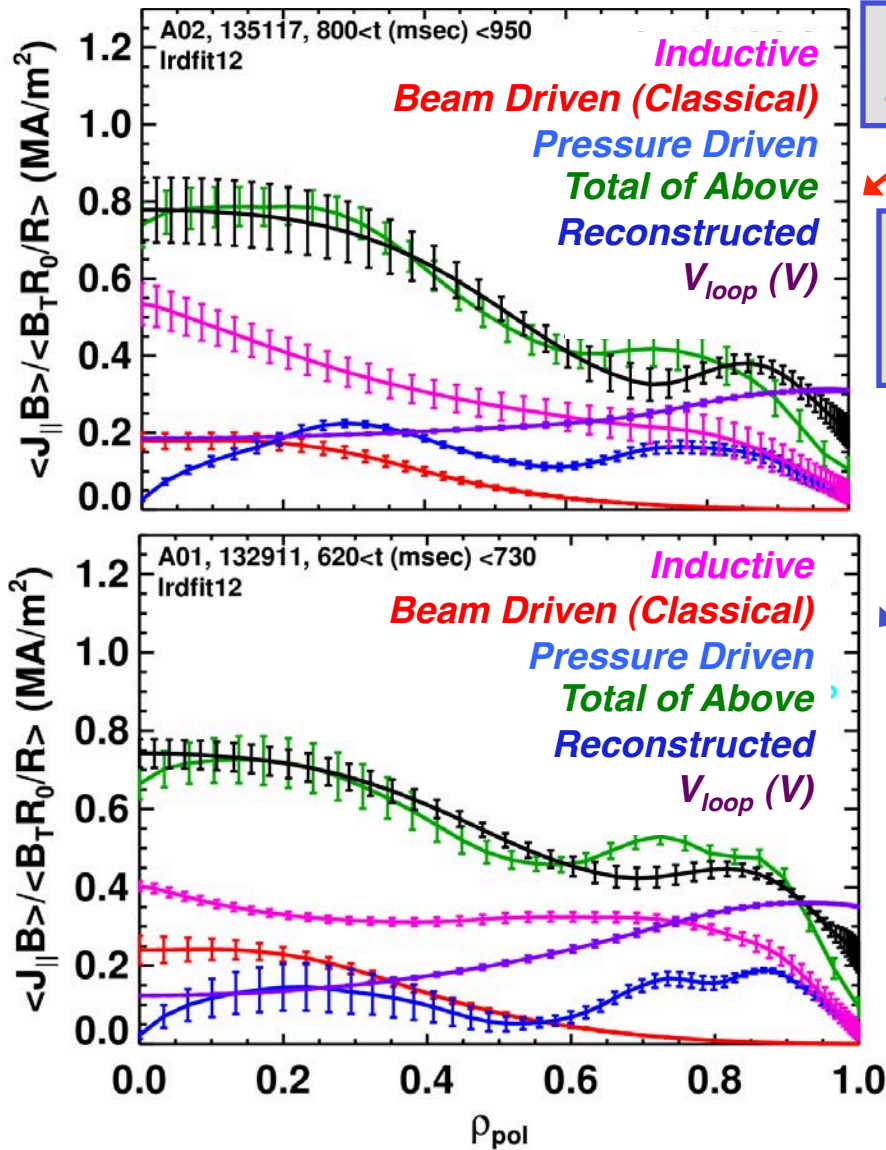 A02, 135117, 800<t (msec) <950
lrdfit12
Inductive
Beam Driven (Classical)
Pressure Driven
Total of Above
Reconstructed
V_loop (V)
<J_||B>/<B_TR_0/R> (MA/m^2)
1.2
1.0
0.8
0.6
0.4
0.2
0.0
A01, 132911, 620<t (msec) <730
lrdfit12
Inductive
Beam Driven (Classical)
Pressure Driven
Total of Above
Reconstructed
V_loop (V)
<J_||B>/<B_TR_0/R> (MA/m^2)
1.2
1.0
0.8
0.6
0.4
0.2
0.0
0.0 0.2 0.4 0.6 0.8 1.0
ρ_pol